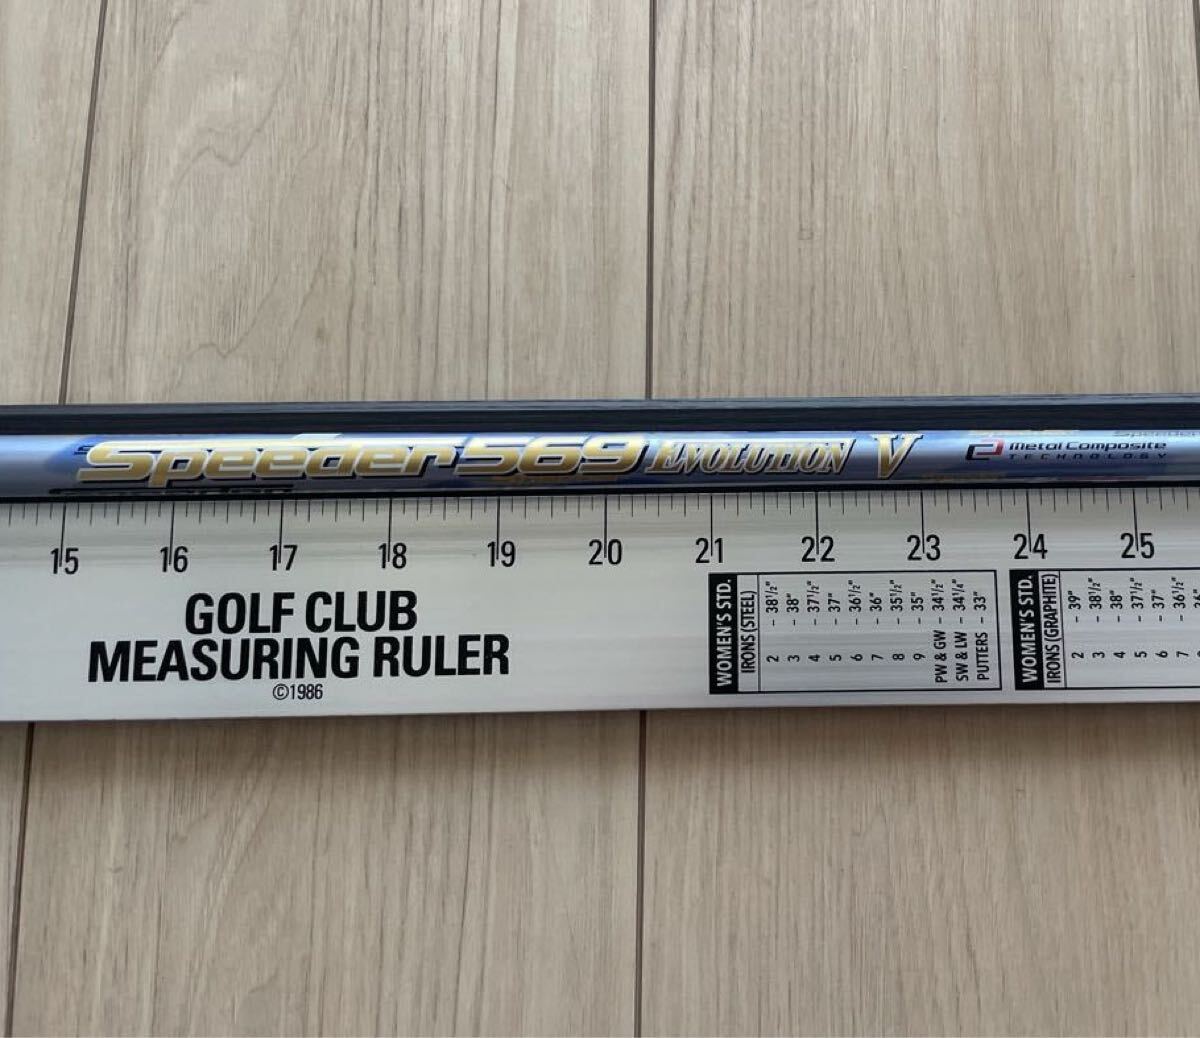 Speeder 569 EVOLUTION V
Metal Composite
TECHNOLOGY
Speeder
15 16 17 18 19 20 21 22 23 24 25
GOLF CLUB
MEASURING RULER
©1986
WOMEN'S STD.
IRONS (STEEL)
2 - 38½"
3 - 38"
4 - 37½"
5 - 37"
6 - 36½"
7 - 36"
8 - 35½"
9 - 35"
PW & GW - 34½"
SW & LW - 34¼"
PUTTERS - 33"
WOMEN'S STD.
IRONS (GRAPHITE)
2 - 39"
3 - 38½"
4 - 38"
5 - 37½"
6 - 37"
7 - 36½"